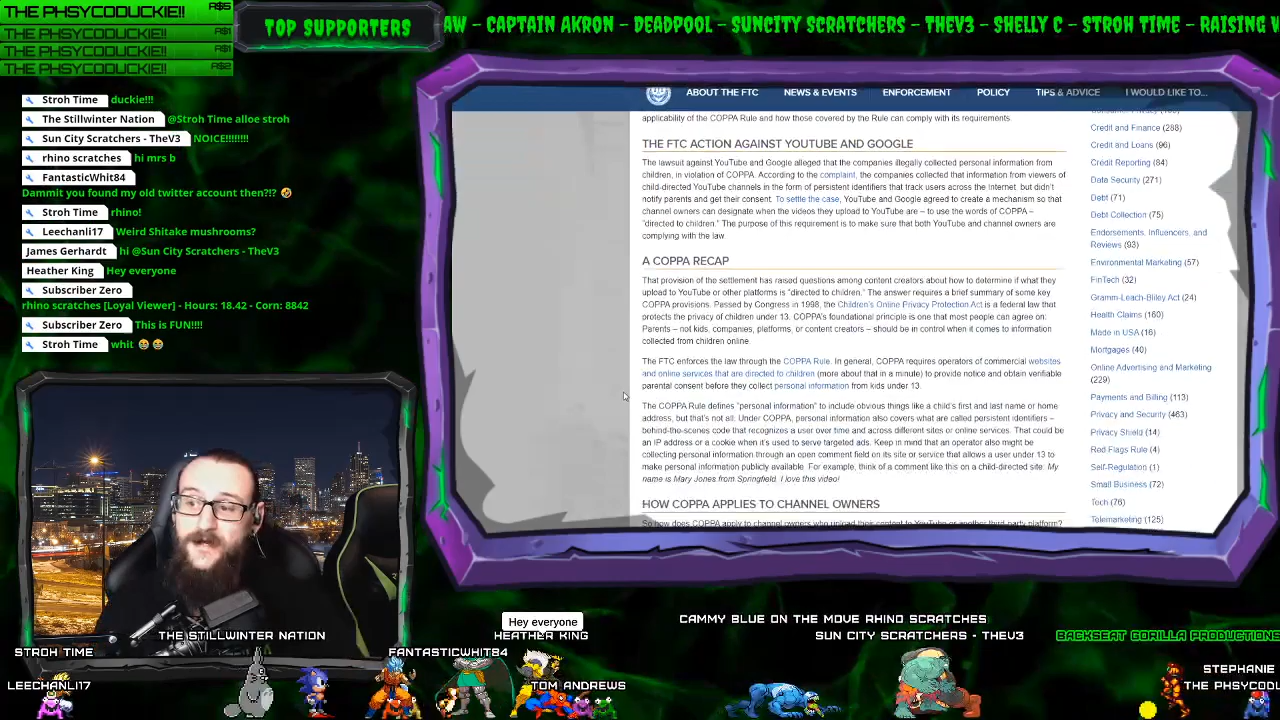 THE PHSYCODUCKIE!! A$5
THE PHSYCODUCKIE!! A$1
THE PHSYCODUCKIE!! A$1
THE PHSYCODUCKIE!! A$2
TOP SUPPORTERS
AW - CAPTAIN AKRON - DEADPOOL - SUNCITY SCRATCHERS - THEV3 - SHELLY C - STROH TIME - RAISING
Stroh Time duckie!!!
The Stillwinter Nation @Stroh Time alloe stroh
Sun City Scratchers - TheV3 NOICE!!!!!!!!
rhino scratches hi mrs b
FantasticWhit84
Dammit you found my old twitter account then?!? 🤣
Stroh Time rhino!
Leechanli17 Weird Shitake mushrooms?
James Gerhardt hi @Sun City Scratchers - TheV3
Heather King Hey everyone
Subscriber Zero
rhino scratches [Loyal Viewer] - Hours: 18.42 - Corn: 8842
Subscriber Zero This is FUN!!!!
Stroh Time whit 😭😭
ABOUT THE FTC NEWS & EVENTS ENFORCEMENT POLICY TIPS & ADVICE I WOULD LIKE TO...
applicability of the COPPA Rule and how those covered by the Rule can comply with its requirements.
THE FTC ACTION AGAINST YOUTUBE AND GOOGLE
The lawsuit against YouTube and Google alleged that the companies illegally collected personal information from
children, in violation of COPPA. According to the complaint, the companies collected that information from viewers of
child-directed YouTube channels in the form of persistent identifiers that track users across the Internet, but didn't
notify parents and get their consent. To settle the case, YouTube and Google agreed to create a mechanism so that
channel owners can designate when the videos they upload to YouTube are – to use the words of COPPA –
"directed to children." The purpose of this requirement is to make sure that both YouTube and channel owners are
complying with the law.
A COPPA RECAP
That provision of the settlement has raised questions among content creators about how to determine if what they
upload to YouTube or other platforms is "directed to children." The answer requires a brief summary of some key
COPPA provisions. Passed by Congress in 1998, the Children's Online Privacy Protection Act is a federal law that
protects the privacy of children under 13. COPPA's foundational principle is one that most people can agree on:
Parents – not kids, companies, platforms, or content creators – should be in control when it comes to information
collected from children online.
The FTC enforces the law through the COPPA Rule. In general, COPPA requires operators of commercial websites
and online services that are directed to children (more about that in a minute) to provide notice and obtain verifiable
parental consent before they collect personal information from kids under 13.
The COPPA Rule defines "personal information" to include obvious things like a child's first and last name or home
address, but that's not all. Under COPPA, personal information also covers what are called persistent identifiers –
behind-the-scenes code that recognizes a user over time and across different sites or online services. That could be
an IP address or a cookie when it's used to serve targeted ads. Keep in mind that an operator also might be
collecting personal information through an open comment field on its site or service that allows a user under 13 to
make personal information publicly available. For example, think of a comment like this on a child-directed site: My
name is Mary Jones from Springfield. I love this video!
HOW COPPA APPLIES TO CHANNEL OWNERS
So how does COPPA apply to channel owners who upload their content to YouTube or another third-party platform?
Credit and Finance (288)
Credit and Loans (96)
Credit Reporting (84)
Data Security (271)
Debt (71)
Debt Collection (75)
Endorsements, Influencers, and
Reviews (93)
Environmental Marketing (57)
FinTech (32)
Gramm-Leach-Bliley Act (24)
Health Claims (160)
Made in USA (16)
Mortgages (40)
Online Advertising and Marketing
(229)
Payments and Billing (113)
Privacy and Security (463)
Privacy Shield (14)
Red Flags Rule (4)
Self-Regulation (1)
Small Business (72)
Tech (76)
Telemarketing (125)
Hey everyone
CAMMY BLUE ON THE MOVE RHINO SCRATCHES
THE STILLWINTER NATION
HEATHER KING
SUN CITY SCRATCHERS - THEV3
BACKSEAT GORILLA PRODUCTIONS
STROH TIME
FANTASTICWHIT84
STEPHANIE
LEECHANLI17
TOM ANDREWS
THE PHSYCODU